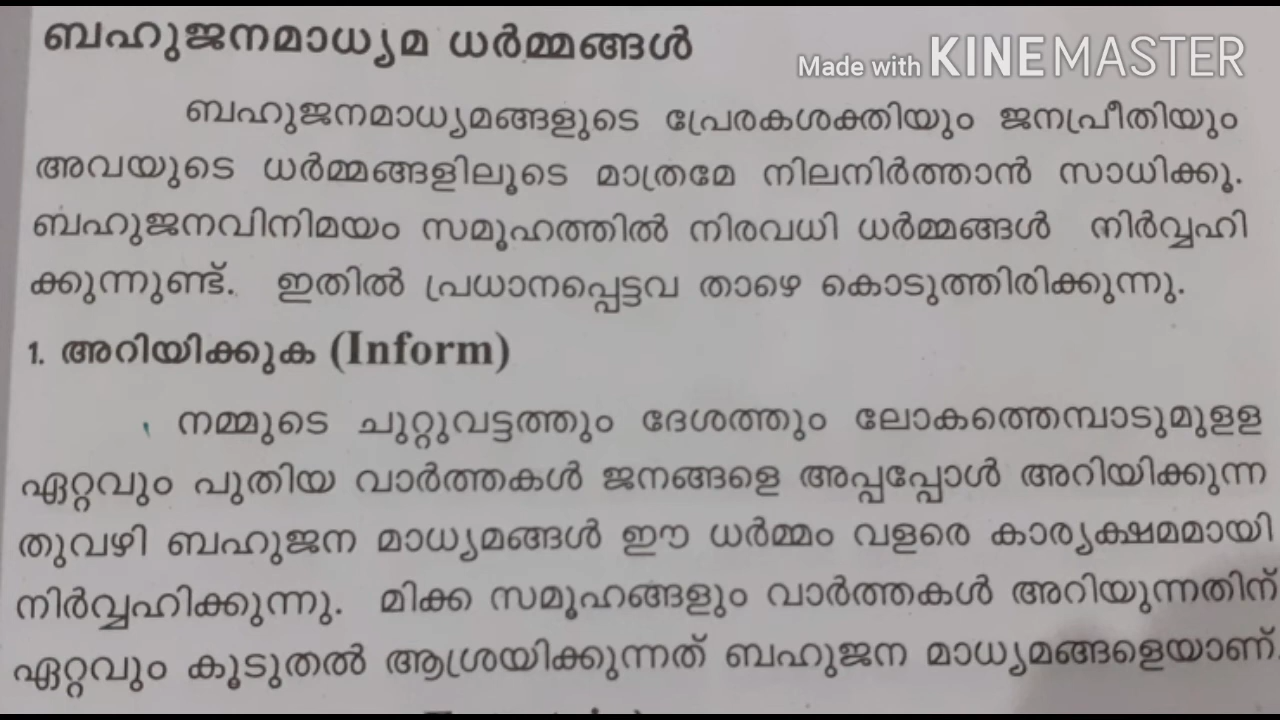 ബഹുജനമാധ്യമ ധർമ്മങ്ങൾ
Made with KINEMASTER
ബഹുജനമാധ്യമങ്ങളുടെ പ്രേരകശക്തിയും ജനപ്രീതിയും
അവയുടെ ധർമ്മങ്ങളിലൂടെ മാത്രമേ നിലനിർത്താൻ സാധിക്കൂ.
ബഹുജനവിനിമയം സമൂഹത്തിൽ നിരവധി ധർമ്മങ്ങൾ നിർവ്വഹി
ക്കുന്നുണ്ട്. ഇതിൽ പ്രധാനപ്പെട്ടവ താഴെ കൊടുത്തിരിക്കുന്നു.
1. അറിയിക്കുക (Inform)
നമ്മുടെ ചുറ്റുവട്ടത്തും ദേശത്തും ലോകത്തെമ്പാടുമുളള
ഏറ്റവും പുതിയ വാർത്തകൾ ജനങ്ങളെ അപ്പപ്പോൾ അറിയിക്കുന്ന
തുവഴി ബഹുജന മാധ്യമങ്ങൾ ഈ ധർമ്മം വളരെ കാര്യക്ഷമമായി
നിർവ്വഹിക്കുന്നു. മിക്ക സമൂഹങ്ങളും വാർത്തകൾ അറിയുന്നതിന്
ഏറ്റവും കൂടുതൽ ആശ്രയിക്കുന്നത് ബഹുജന മാധ്യമങ്ങളെയാണ്.